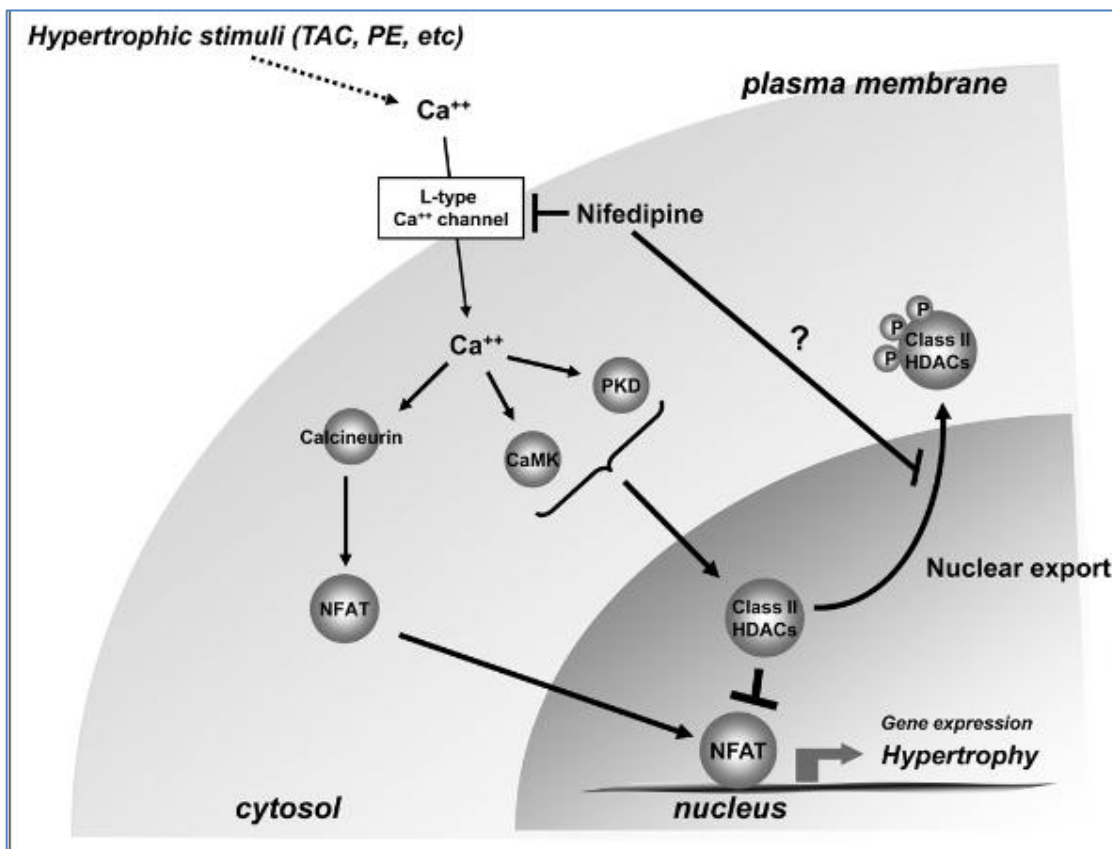 Hypertrophic stimuli (TAC, PE, etc)
plasma membrane
Ca⁺⁺
L-type
Ca⁺⁺ channel
Nifedipine
?
P
P
P
Class II
HDACs
Ca⁺⁺
PKD
Calcineurin
CaMK
Nuclear export
NFAT
Class II
HDACs
Gene expression
NFAT
Hypertrophy
cytosol
nucleus